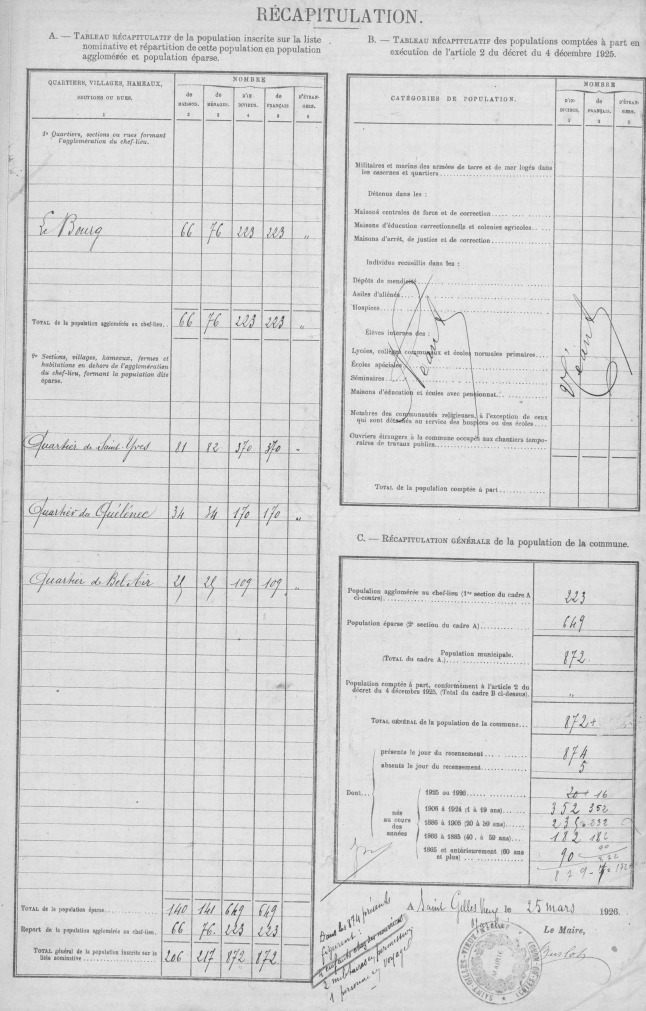 RÉCAPITULATION.
A. — TABLEAU RÉCAPITULATIF de la population inscrite sur la liste
nominative et répartition de cette population en population
agglomérée et population éparse.
QUARTIERS, VILLAGES, HAMEAUX,
SECTIONS OU RUES.
NOMBRE
de MAISONS. de MÉNAGES. D'INDIVIDUS. de FRANÇAIS. D'ÉTRANGERS.
1 2 3 4 5 6
1° Quartiers, sections ou rues formant
l'agglomération du chef-lieu.
Le Bourg 66 76 223 223 "
TOTAL de la population agglomérée au chef-lieu.. 66 76 223 223 "
2° Sections, villages, hameaux, fermes et
habitations en dehors de l'agglomération
du chef-lieu, formant la population dite
éparse.
Quartier de Saint-Yves 81 82 370 370 "
Quartier du Quélénec 34 34 170 170 "
Quartier de Bel Air 25 25 109 109 "
TOTAL de la population éparse........ 140 141 649 649
Report de la population agglomérée au chef-lieu. 66 76 223 223
TOTAL général de la population inscrite sur la
liste nominative.................. 206 217 872 872
B. — TABLEAU RÉCAPITULATIF des populations comptées à part en
exécution de l'article 2 du décret du 4 décembre 1925.
CATÉGORIES DE POPULATION.
NOMBRE
D'INDIVIDUS. de FRANÇAIS. D'ÉTRANGERS.
Militaires et marins des armées de terre et de mer logés dans
les casernes et quartiers
Détenus dans les :
Maisons centrales de force et de correction
Maisons d'éducation correctionnelle et colonies agricoles
Maisons d'arrêt, de justice et de correction
Individus recueillis dans les :
Dépôts de mendicité
Asiles d'aliénés
Hospices
Élèves internes des :
Lycées, collèges communaux et écoles normales primaires
Écoles spéciales
Séminaires
Maisons d'éducation et écoles avec pensionnat
Néant
Néant
Membres des communautés religieuses, à l'exception de ceux
qui sont détachés au service des hospices ou des écoles
Ouvriers étrangers à la commune occupés aux chantiers tempo-
raires de travaux publics
TOTAL de la population comptée à part
C. — RÉCAPITULATION GÉNÉRALE de la population de la commune.
Population agglomérée au chef-lieu (1re section du cadre A
ci-contre) 223
Population éparse (2e section du cadre A) 649
Population municipale.
(TOTAL du cadre A.) 872
Population comptée à part, conformément à l'article 2 du
décret du 4 décembre 1925. (Total du cadre B ci-dessus). "
TOTAL GÉNÉRAL de la population de la commune... 872
présents le jour du recensement 874
absents le jour du recensement 5
Dont
nés
au cours
des
années
1925 ou 1926 20 + 16
1906 à 1924 (1 à 19 ans) 352 352
1886 à 1905 (20 à 39 ans) 232
1866 à 1885 (40 à 59 ans) 182 182
1865 et antérieurement (60 ans
et plus) 90
A Saint Gilles Vieux Marché le 25 mars 1926.
Le Maire,
Dans les 874 présents
figurent :
2 militaires en permission
1 personne en voyage
MAIRIE